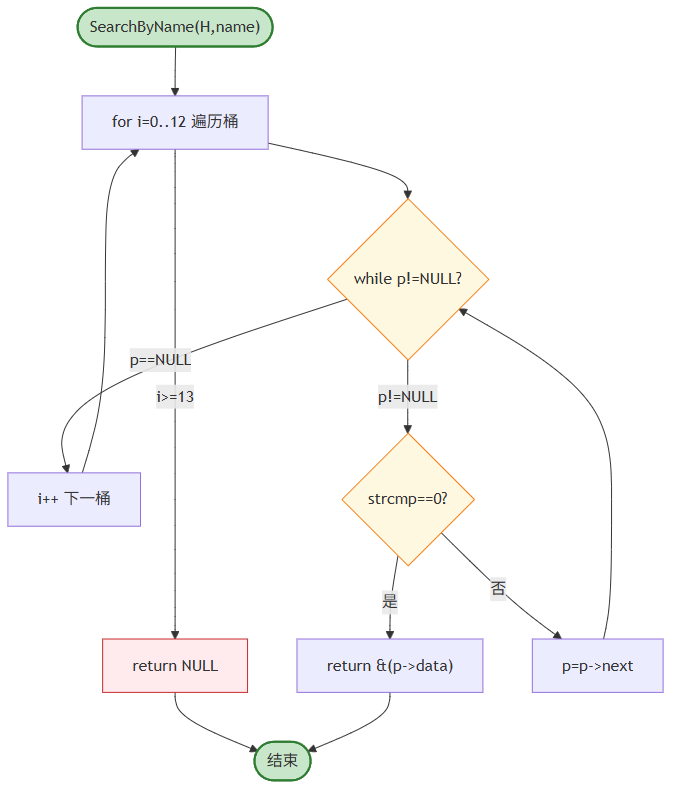 SearchByName(H,name)
for i=0..12 遍历桶
while p!=NULL?
p==NULL
i>=13
p!=NULL
i++ 下一桶
strcmp==0?
是
否
return NULL
return &(p->data)
p=p->next
结束